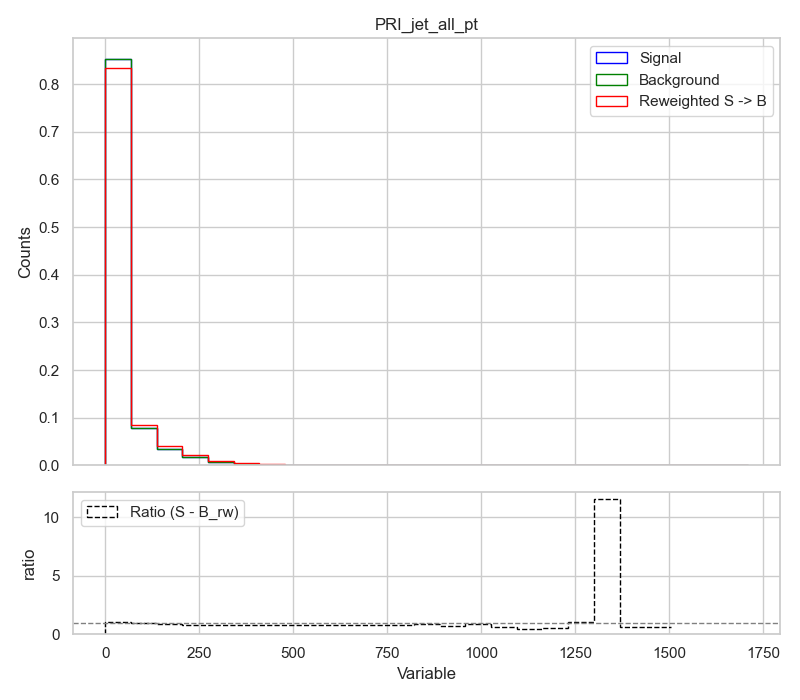 PRI_jet_all_pt
Signal
Background
Reweighted S -> B
Counts
0.8
0.7
0.6
0.5
0.4
0.3
0.2
0.1
0.0
Ratio (S - B_rw)
ratio
10
5
0
0 250 500 750 1000 1250 1500 1750
Variable